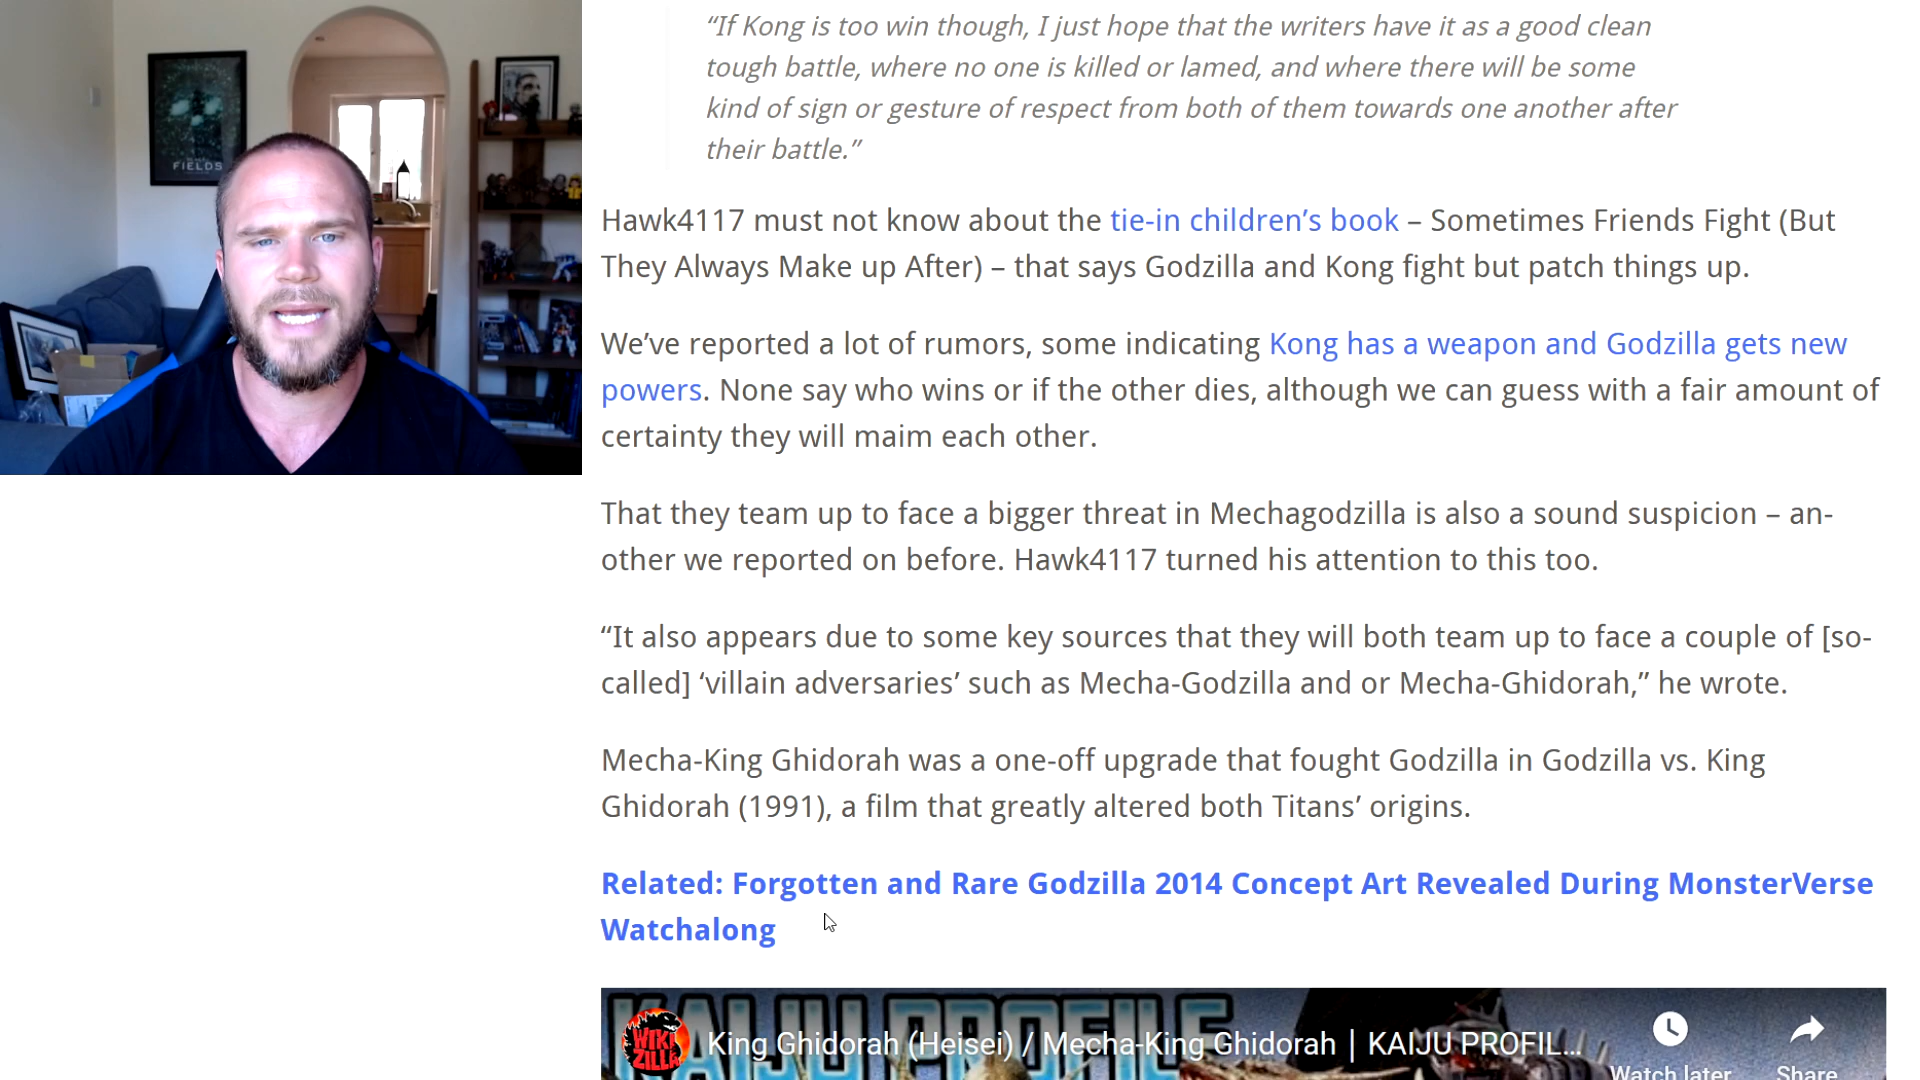 FIELDS
“If Kong is too win though, I just hope that the writers have it as a good clean
tough battle, where no one is killed or lamed, and where there will be some
kind of sign or gesture of respect from both of them towards one another after
their battle.”
Hawk4117 must not know about the tie-in children’s book – Sometimes Friends Fight (But
They Always Make up After) – that says Godzilla and Kong fight but patch things up.
We’ve reported a lot of rumors, some indicating Kong has a weapon and Godzilla gets new
powers. None say who wins or if the other dies, although we can guess with a fair amount of
certainty they will maim each other.
That they team up to face a bigger threat in Mechagodzilla is also a sound suspicion – an-
other we reported on before. Hawk4117 turned his attention to this too.
“It also appears due to some key sources that they will both team up to face a couple of [so-
called] ‘villain adversaries’ such as Mecha-Godzilla and or Mecha-Ghidorah,” he wrote.
Mecha-King Ghidorah was a one-off upgrade that fought Godzilla in Godzilla vs. King
Ghidorah (1991), a film that greatly altered both Titans’ origins.
Related: Forgotten and Rare Godzilla 2014 Concept Art Revealed During MonsterVerse
Watchalong
KAIJU PROFILE
WIKI
ZILLA
King Ghidorah (Heisei) / Mecha-King Ghidorah | KAIJU PROFIL...
Watch later
Share